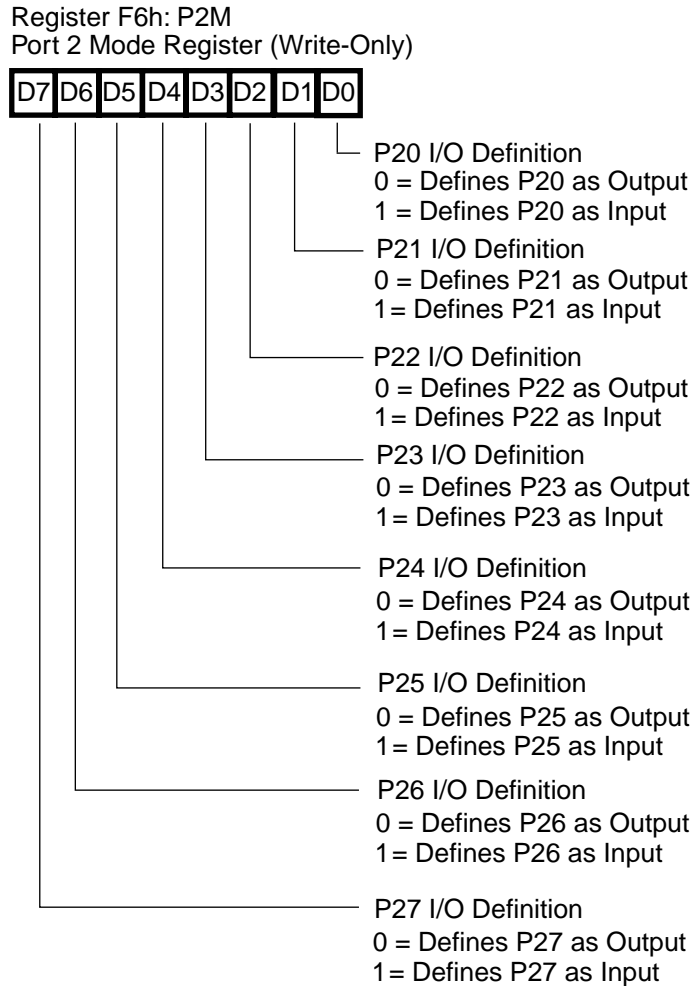 Register F6h: P2M
Port 2 Mode Register (Write-Only)
D7 D6 D5 D4 D3 D2 D1 D0
P20 I/O Definition
0 = Defines P20 as Output
1 = Defines P20 as Input
P21 I/O Definition
0 = Defines P21 as Output
1= Defines P21 as Input
P22 I/O Definition
0 = Defines P22 as Output
1= Defines P22 as Input
P23 I/O Definition
0 = Defines P23 as Output
1= Defines P23 as Input
P24 I/O Definition
0 = Defines P24 as Output
1= Defines P24 as Input
P25 I/O Definition
0 = Defines P25 as Output
1= Defines P25 as Input
P26 I/O Definition
0 = Defines P26 as Output
1= Defines P26 as Input
P27 I/O Definition
0 = Defines P27 as Output
1= Defines P27 as Input